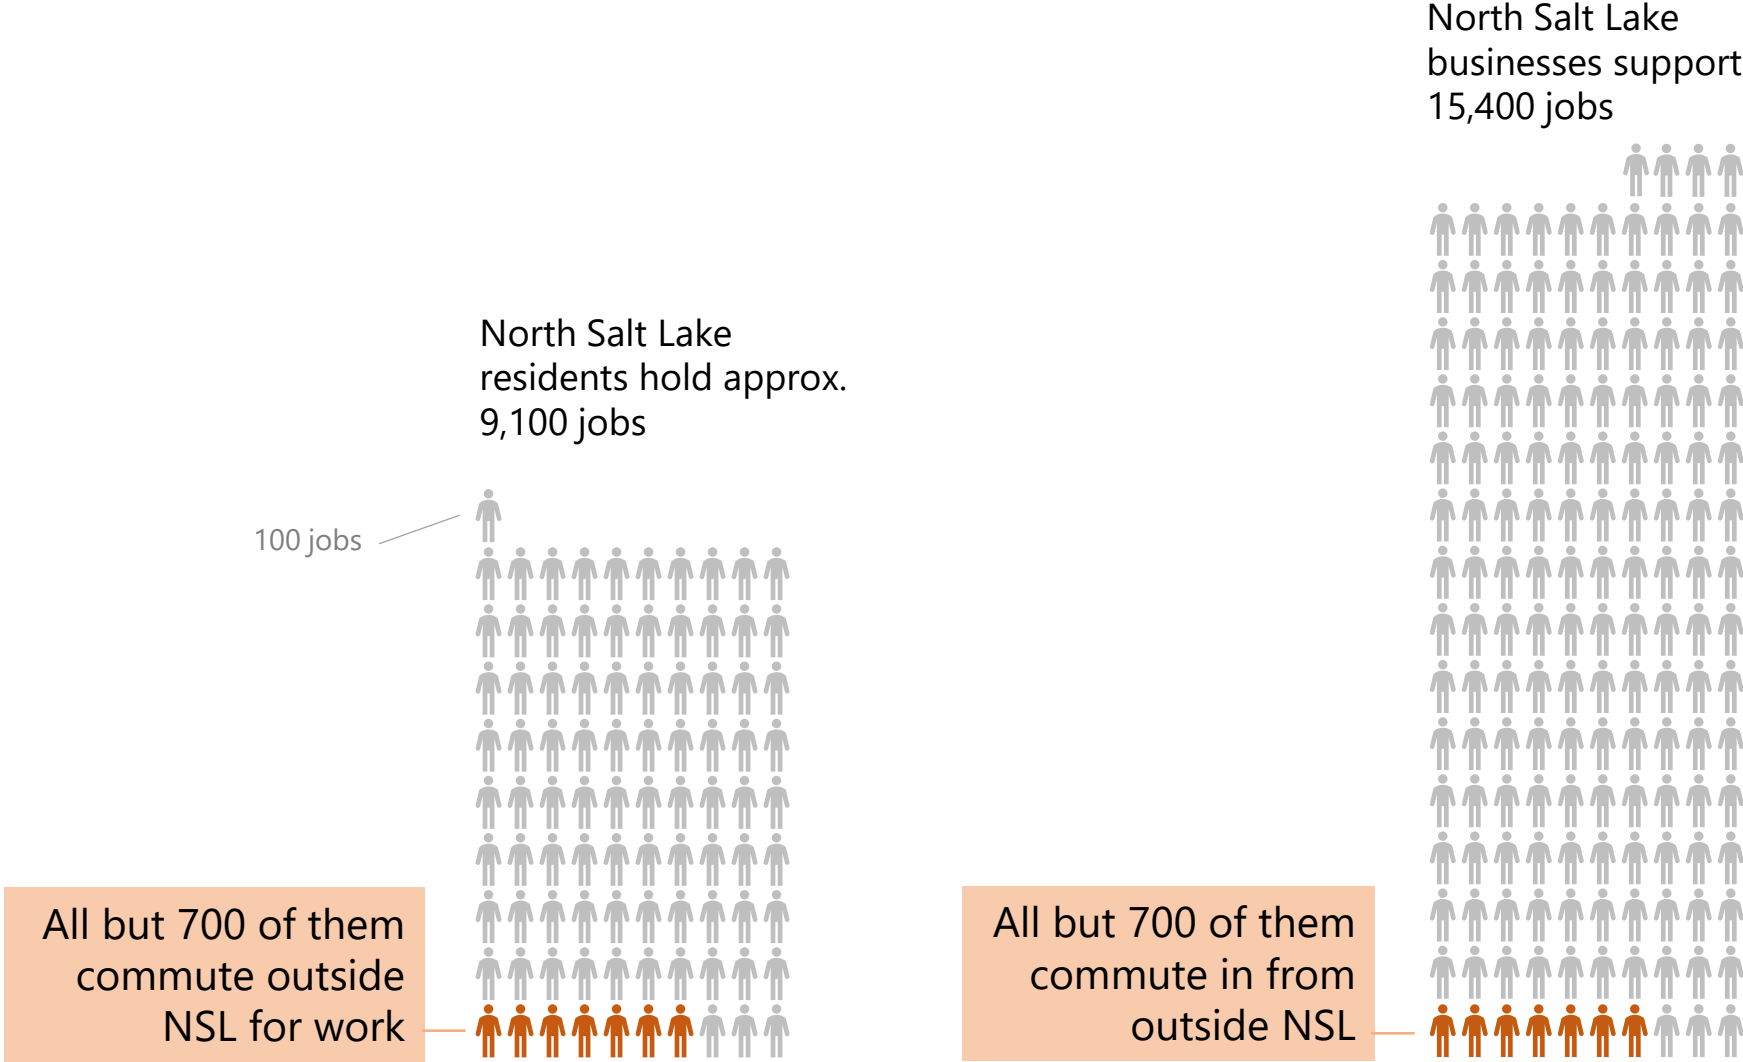 North Salt Lake
businesses support
15,400 jobs
North Salt Lake
residents hold approx.
9,100 jobs
100 jobs
All but 700 of them
commute outside
NSL for work
All but 700 of them
commute in from
outside NSL